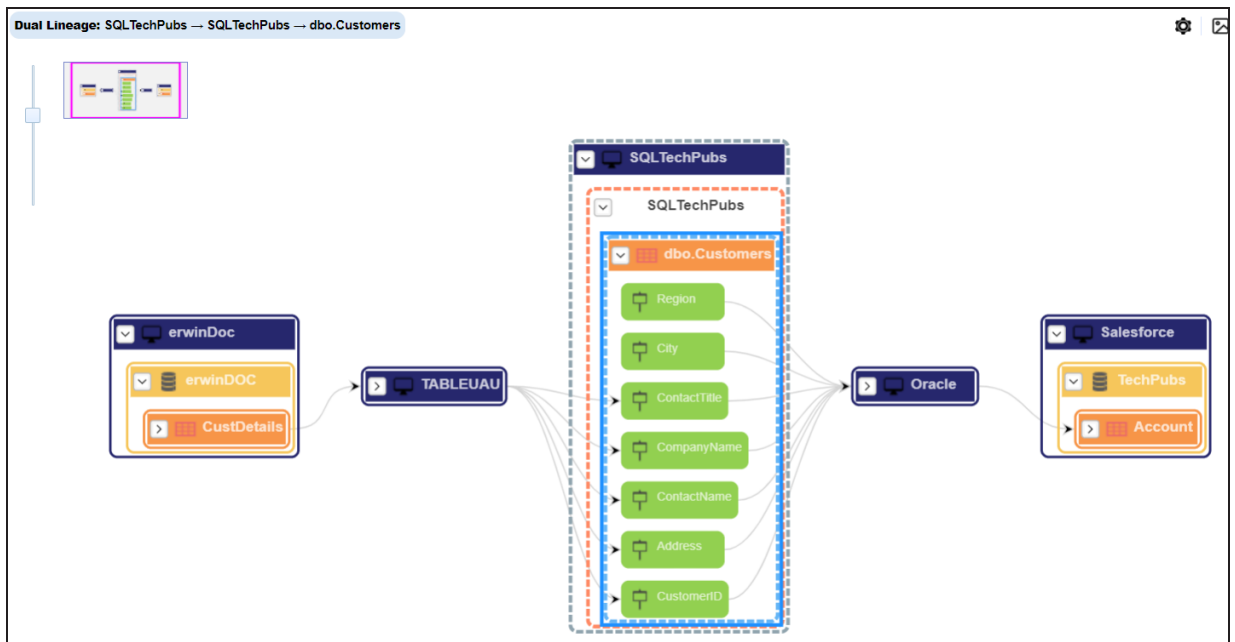 Dual Lineage: SQLTechPubs → SQLTechPubs → dbo.Customers
SQLTechPubs
SQLTechPubs
dbo.Customers
Region
City
ContactTitle
CompanyName
ContactName
Address
CustomerID
erwinDoc
erwinDOC
CustDetails
TABLEUAU
Oracle
Salesforce
TechPubs
Account